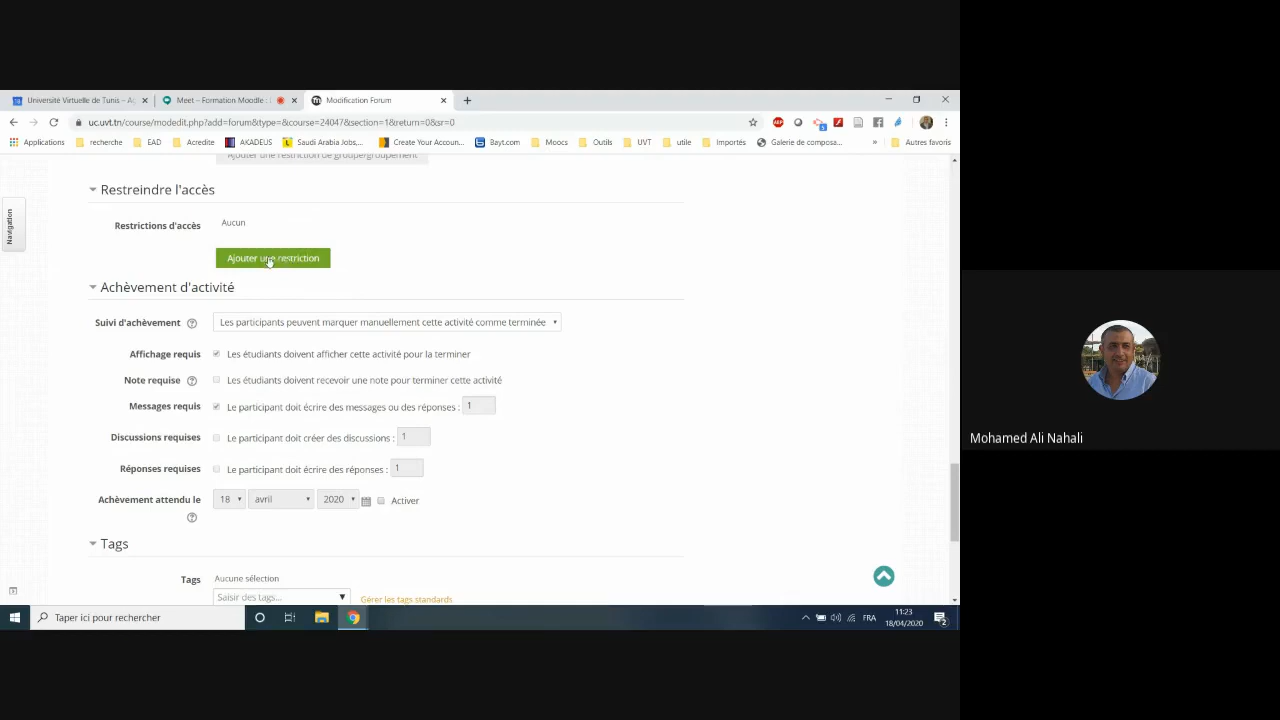 Université Virtuelle de Tunis – Ag
Meet – Formation Moodle :
Modification Forum
uc.uvt.tn/course/modedit.php?add=forum&type=&course=24047&section=1&return=0&sr=0
Applications
recherche
EAD
Acredite
AKADEUS
Saudi Arabia Jobs,...
Create Your Accoun...
Bayt.com
Moocs
Outils
UVT
utile
Importés
Galerie de composa...
»
Autres favoris
Ajouter une restriction de groupe/groupement
Navigation
Restreindre l'accès
Restrictions d'accès
Aucun
Ajouter une restriction
Achèvement d'activité
Suivi d'achèvement
Les participants peuvent marquer manuellement cette activité comme terminée
Affichage requis
Les étudiants doivent afficher cette activité pour la terminer
Note requise
Les étudiants doivent recevoir une note pour terminer cette activité
Messages requis
Le participant doit écrire des messages ou des réponses : 1
Discussions requises
Le participant doit créer des discussions : 1
Réponses requises
Le participant doit écrire des réponses : 1
Achèvement attendu le
18 avril 2020
Activer
Tags
Tags
Aucune sélection
Saisir des tags...
Gérer les tags standards
Taper ici pour rechercher
FRA
11:23
18/04/2020
2
Mohamed Ali Nahali